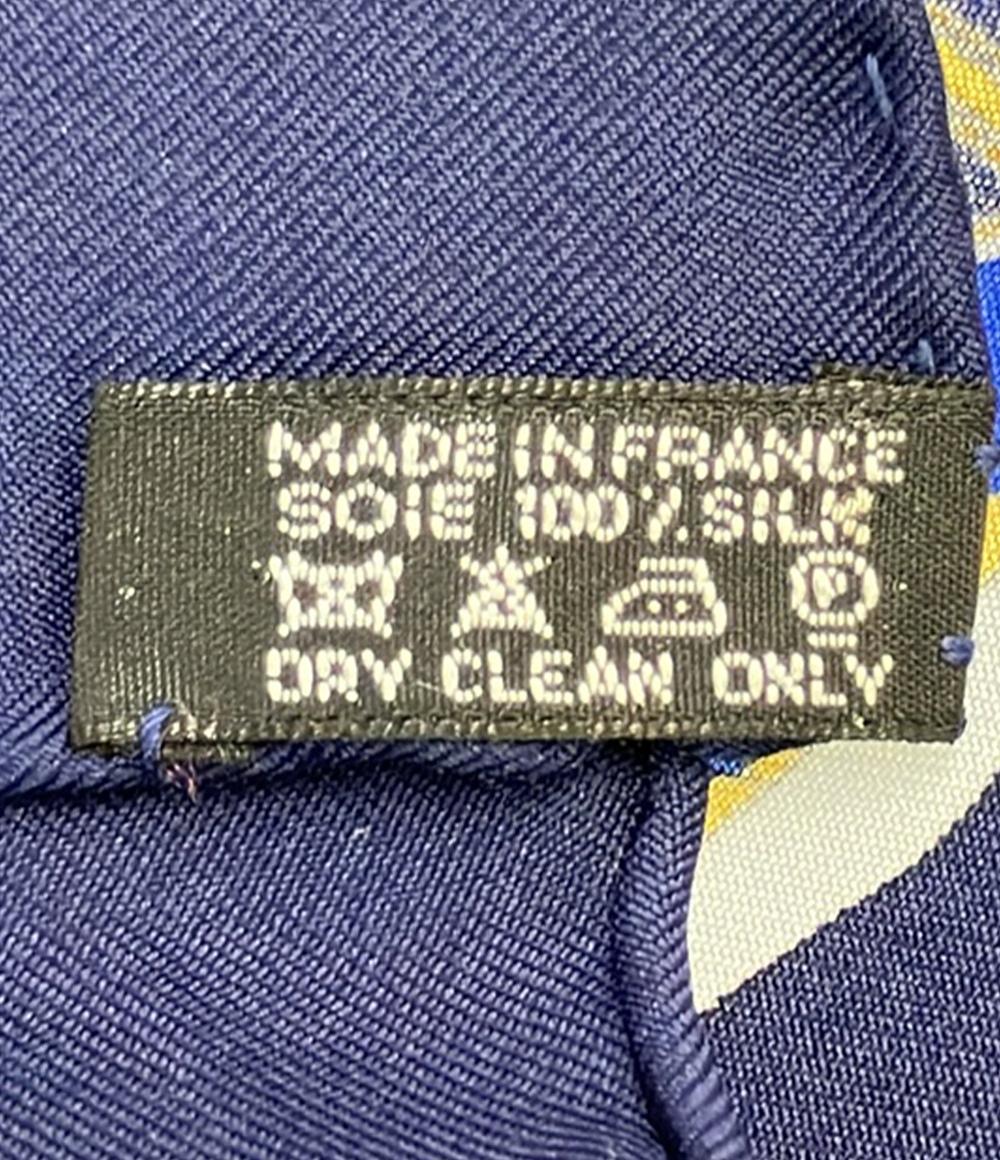 MADE IN FRANCE
SOIE 100% SILK
W
DRY CLEAN ONLY